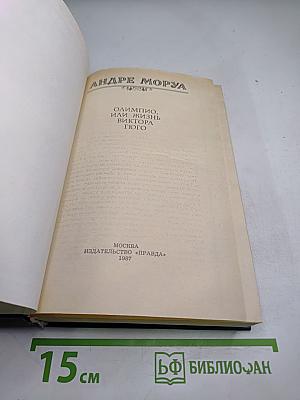 АНДРЕ МОРУА
ОЛИМПИО,
ИЛИ ЖИЗНЬ
ВИКТОРА
ГЮГО
МОСКВА
ИЗДАТЕЛЬСТВО «ПРАВДА»
1987
15 см
БФ БИБЛИОФАН